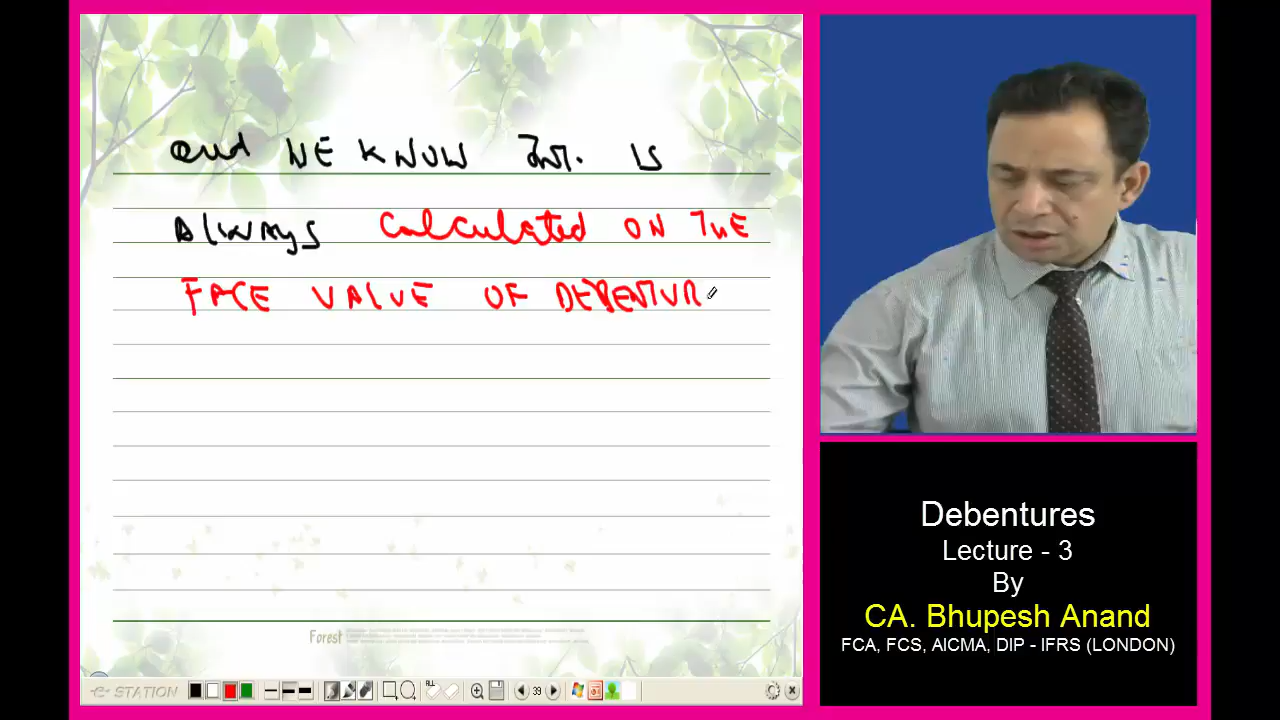 and WE KNOW Int. is
Always Calculated ON THE
FACE VALUE OF DEBENTUR
Forest
e-STATION
39
Debentures
Lecture - 3
By
CA. Bhupesh Anand
FCA, FCS, AICMA, DIP - IFRS (LONDON)